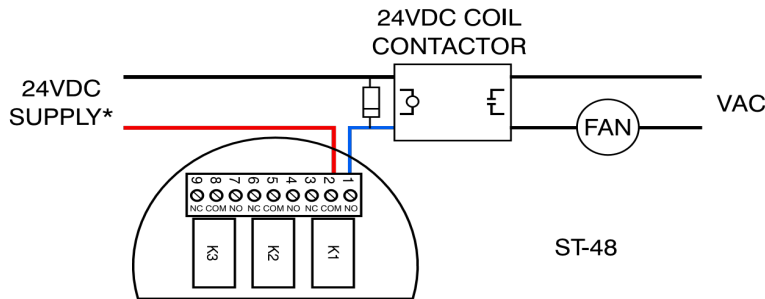 24VDC COIL
CONTACTOR
24VDC
SUPPLY*
VAC
FAN
9 8 7 6 5 4 3 2 1
NC COM NO NC COM NO NC COM NO
K3 K2 K1
ST-48